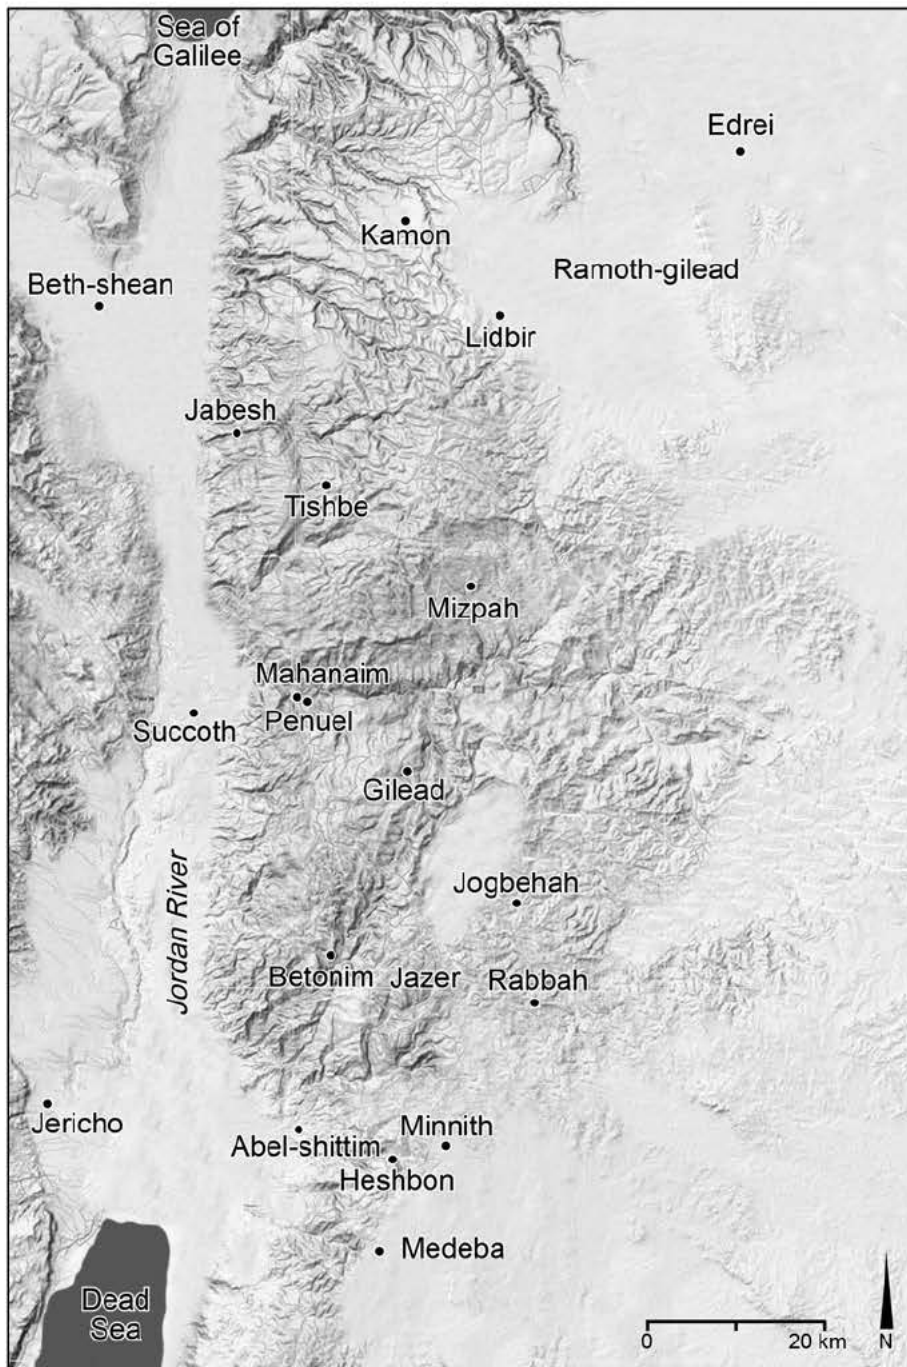 Sea of
Galilee
Edrei
Kamon
Ramoth-gilead
Beth-shean
Lidbir
Jabesh
Tishbe
Mizpah
Mahanaim
Penuel
Succoth
Gilead
Jordan River
Jogbehah
Betonim
Jazer
Rabbah
Jericho
Minnith
Abel-shittim
Heshbon
Medeba
Dead
Sea
0
20 km
N